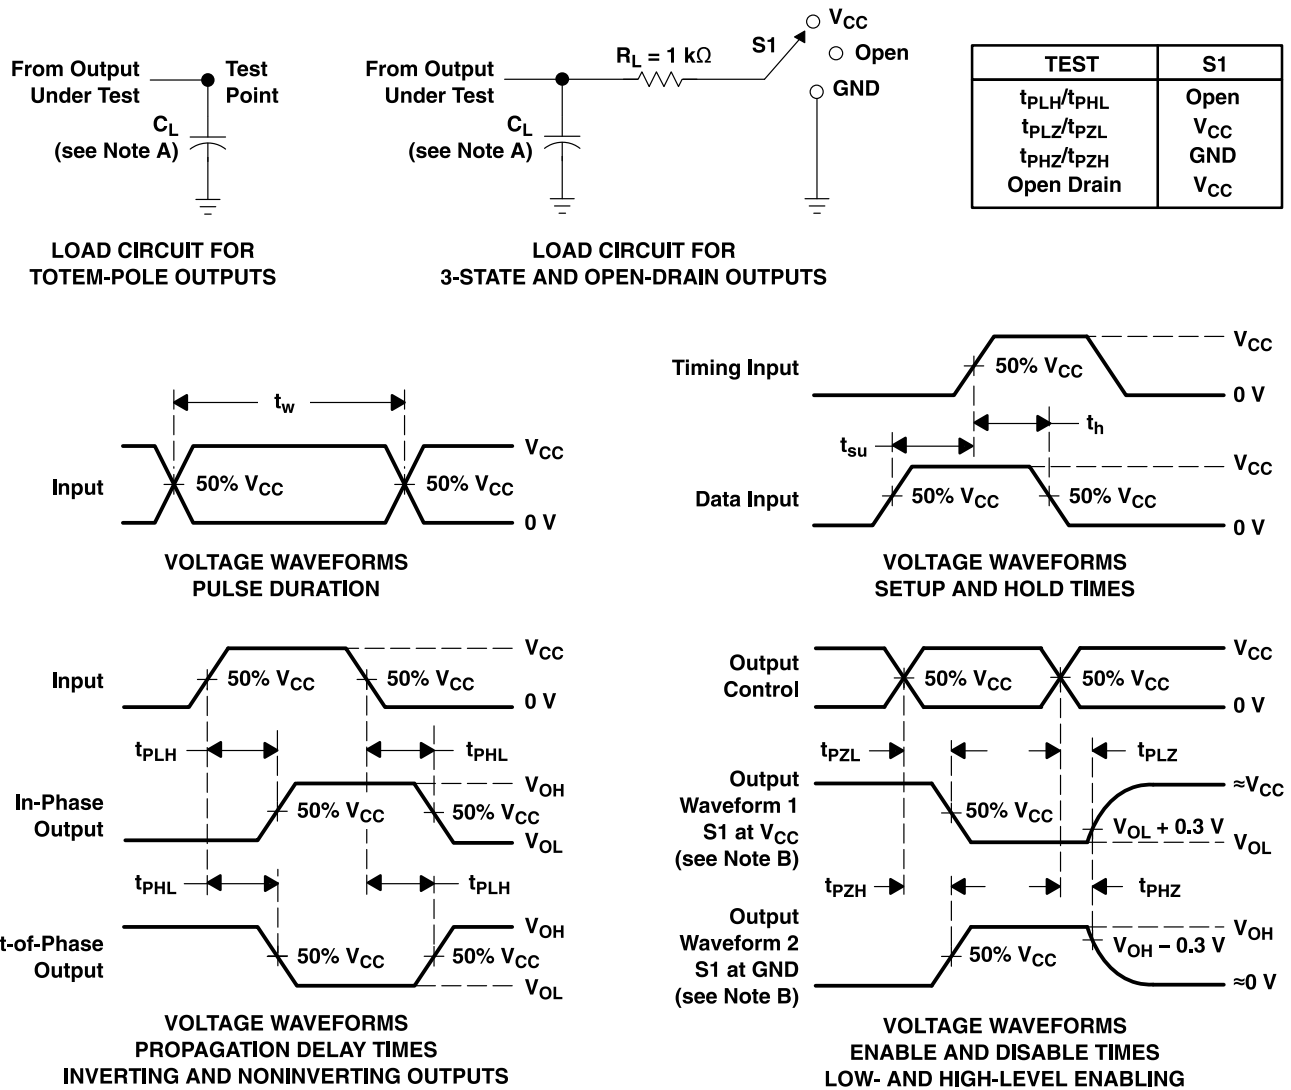 From Output
Under Test
Test
Point
CL
(see Note A)
LOAD CIRCUIT FOR
TOTEM-POLE OUTPUTS
From Output
Under Test
CL
(see Note A)
RL = 1 kΩ
S1
VCC
Open
GND
LOAD CIRCUIT FOR
3-STATE AND OPEN-DRAIN OUTPUTS
TEST S1
tPLH/tPHL Open
tPLZ/tPZL VCC
tPHZ/tPZH GND
Open Drain VCC
tw
Input
50% VCC
50% VCC
VCC
0 V
VOLTAGE WAVEFORMS
PULSE DURATION
Timing Input
50% VCC
VCC
0 V
tsu
th
Data Input
50% VCC
50% VCC
VCC
0 V
VOLTAGE WAVEFORMS
SETUP AND HOLD TIMES
Input
50% VCC
50% VCC
VCC
0 V
tPLH
tPHL
In-Phase
Output
50% VCC
50% VCC
VOH
VOL
tPHL
tPLH
t-of-Phase
Output
50% VCC
50% VCC
VOH
VOL
VOLTAGE WAVEFORMS
PROPAGATION DELAY TIMES
INVERTING AND NONINVERTING OUTPUTS
Output
Control
50% VCC
50% VCC
VCC
0 V
tPZL
tPLZ
Output
Waveform 1
S1 at VCC
(see Note B)
50% VCC
≈VCC
VOL + 0.3 V
VOL
tPZH
tPHZ
Output
Waveform 2
S1 at GND
(see Note B)
50% VCC
VOH
VOH − 0.3 V
≈0 V
VOLTAGE WAVEFORMS
ENABLE AND DISABLE TIMES
LOW- AND HIGH-LEVEL ENABLING